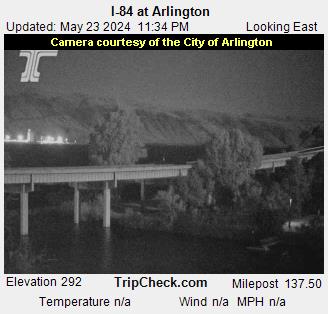 I-84 at Arlington
Updated: May 23 2024 11:34 PM Looking East
Camera courtesy of the City of Arlington
Elevation 292 TripCheck.com Milepost 137.50
Temperature n/a Wind n/a MPH n/a